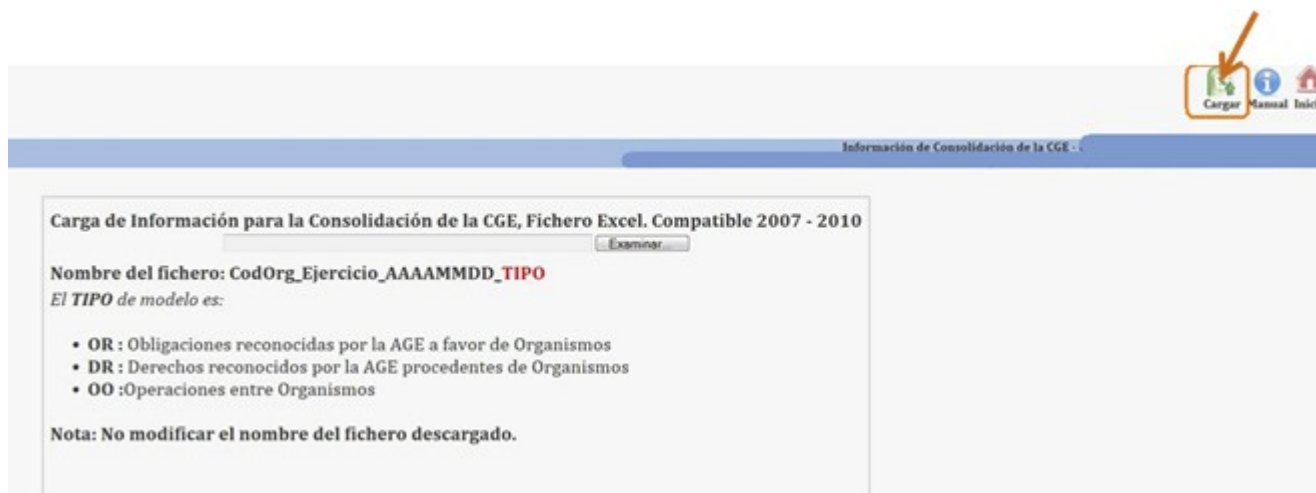 Cargar Manual Inici
Información de Consolidación de la CGE -
Carga de Información para la Consolidación de la CGE, Fichero Excel. Compatible 2007 - 2010
Examinar...
Nombre del fichero: CodOrg_Ejercicio_AAAAMMDD_TIPO
El TIPO de modelo es:
• OR : Obligaciones reconocidas por la AGE a favor de Organismos
• DR : Derechos reconocidos por la AGE procedentes de Organismos
• OO :Operaciones entre Organismos
Nota: No modificar el nombre del fichero descargado.